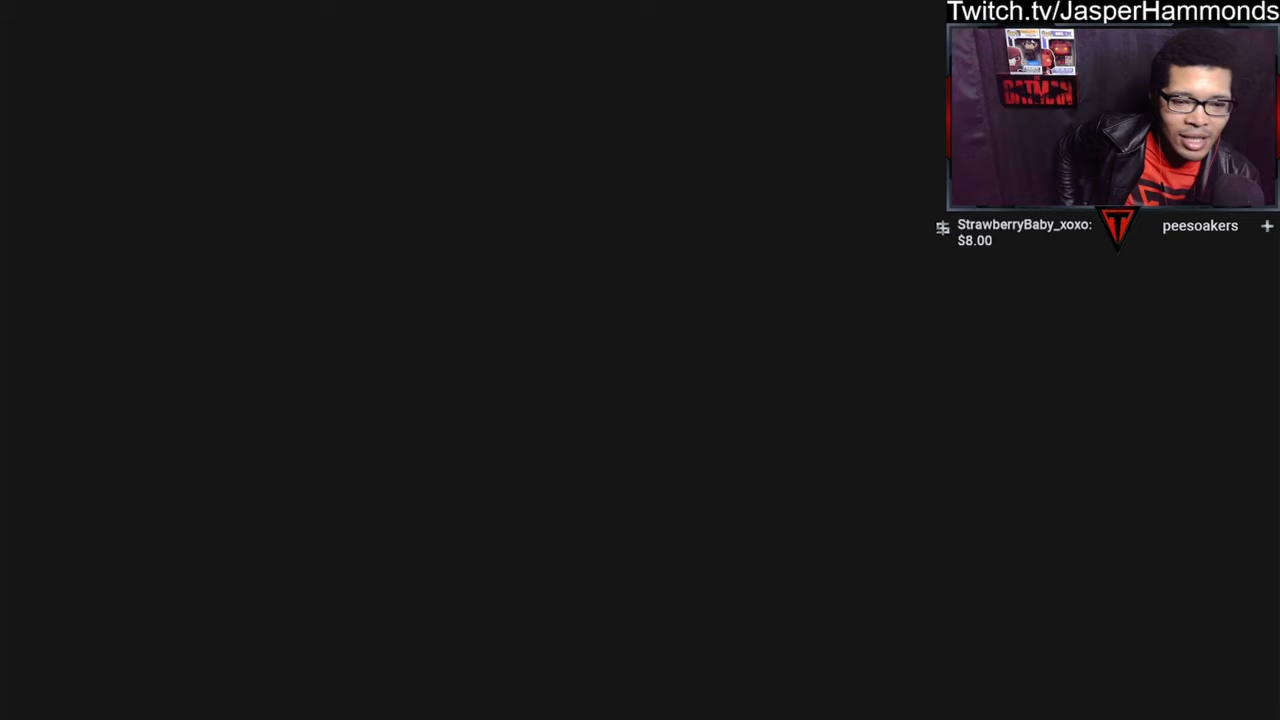 Twitch.tv/JasperHammonds
BATMAN
StrawberryBaby_xoxo:
$8.00
peesoakers